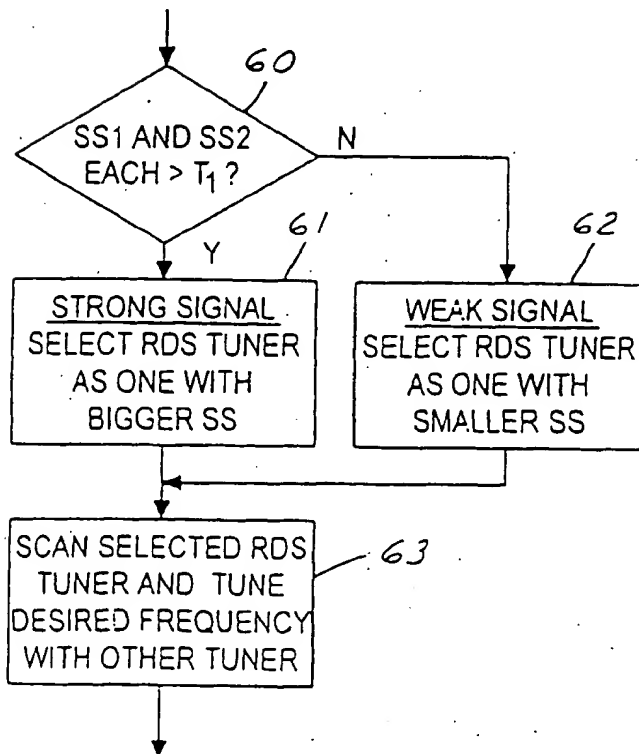 60
SS1 AND SS2
EACH > T₁ ?
N
Y
61
STRONG SIGNAL
SELECT RDS TUNER
AS ONE WITH
BIGGER SS
62
WEAK SIGNAL
SELECT RDS TUNER
AS ONE WITH
SMALLER SS
SCAN SELECTED RDS
TUNER AND TUNE
DESIRED FREQUENCY
WITH OTHER TUNER
63